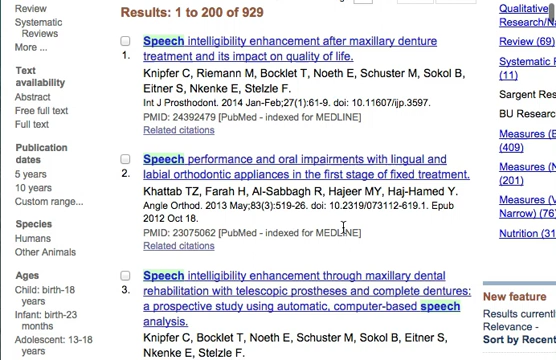 Review
Systematic
Reviews
More ...
Text
availability
Abstract
Free full text
Full text
Publication
dates
5 years
10 years
Custom range...
Species
Humans
Other Animals
Ages
Child: birth-18
years
Infant: birth-23
months
Adolescent: 13-18
years
Results: 1 to 200 of 929
Speech intelligibility enhancement after maxillary denture
1. treatment and its impact on quality of life.
Knipfer C, Riemann M, Bocklet T, Noeth E, Schuster M, Sokol B,
Eitner S, Nkenke E, Stelzle F.
Int J Prosthodont. 2014 Jan-Feb;27(1):61-9. doi: 10.11607/ijp.3597.
PMID: 24392479 [PubMed - indexed for MEDLINE]
Related citations
Speech performance and oral impairments with lingual and
2. labial orthodontic appliances in the first stage of fixed treatment.
Khattab TZ, Farah H, Al-Sabbagh R, Hajeer MY, Haj-Hamed Y.
Angle Orthod. 2013 May;83(3):519-26. doi: 10.2319/073112-619.1. Epub
2012 Oct 18.
PMID: 23075062 [PubMed - indexed for MEDLINE]
Related citations
Speech intelligibility enhancement through maxillary dental
3. rehabilitation with telescopic prostheses and complete dentures:
a prospective study using automatic, computer-based speech
analysis.
Knipfer C, Bocklet T, Noeth E, Schuster M, Sokol B, Eitner S,
Nkenke E, Stelzle F.
Qualitative
Research/N
Review (69)
Systematic F
(11)
Sargent Res
BU Research
Measures (E
(409)
Measures (N
(201)
Measures (V
Narrow) (76)
Nutrition (31
New feature
Results current
Relevance" sort
Sort by Recent